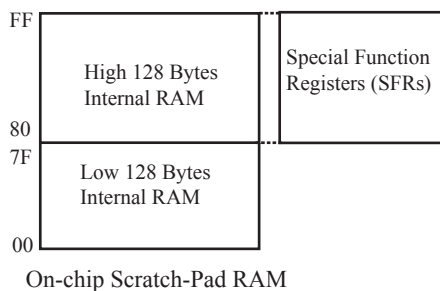 FF
High 128 Bytes
Internal RAM
Special Function
Registers (SFRs)
80
7F
Low 128 Bytes
Internal RAM
00
On-chip Scratch-Pad RAM